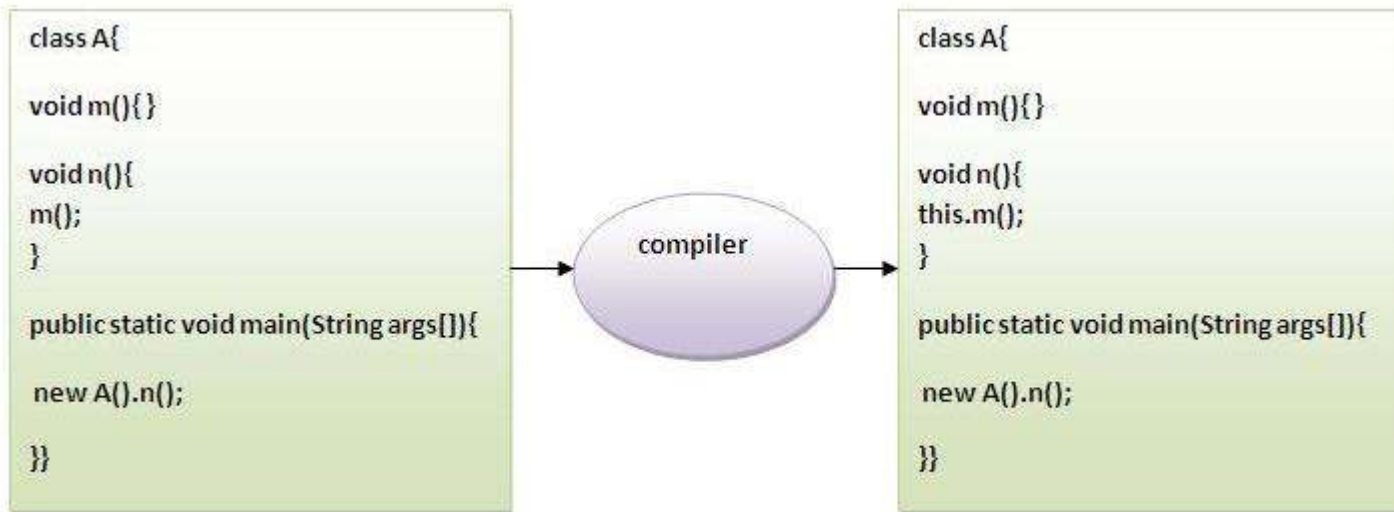 class A{
void m(){ }
void n(){
m();
}
public static void main(String args[]){
new A().n();
}}
compiler
class A{
void m(){ }
void n(){
this.m();
}
public static void main(String args[]){
new A().n();
}}